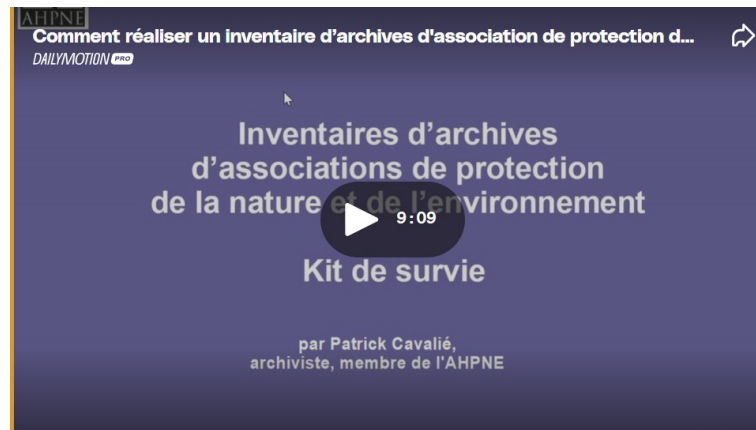 AHPNE
Comment réaliser un inventaire d’archives d'association de protection d...
DAILYMOTION PRO
Inventaires d’archives
d’associations de protection
de la nature et de l’environnement
9:09
Kit de survie
par Patrick Cavalié,
archiviste, membre de l'AHPNE